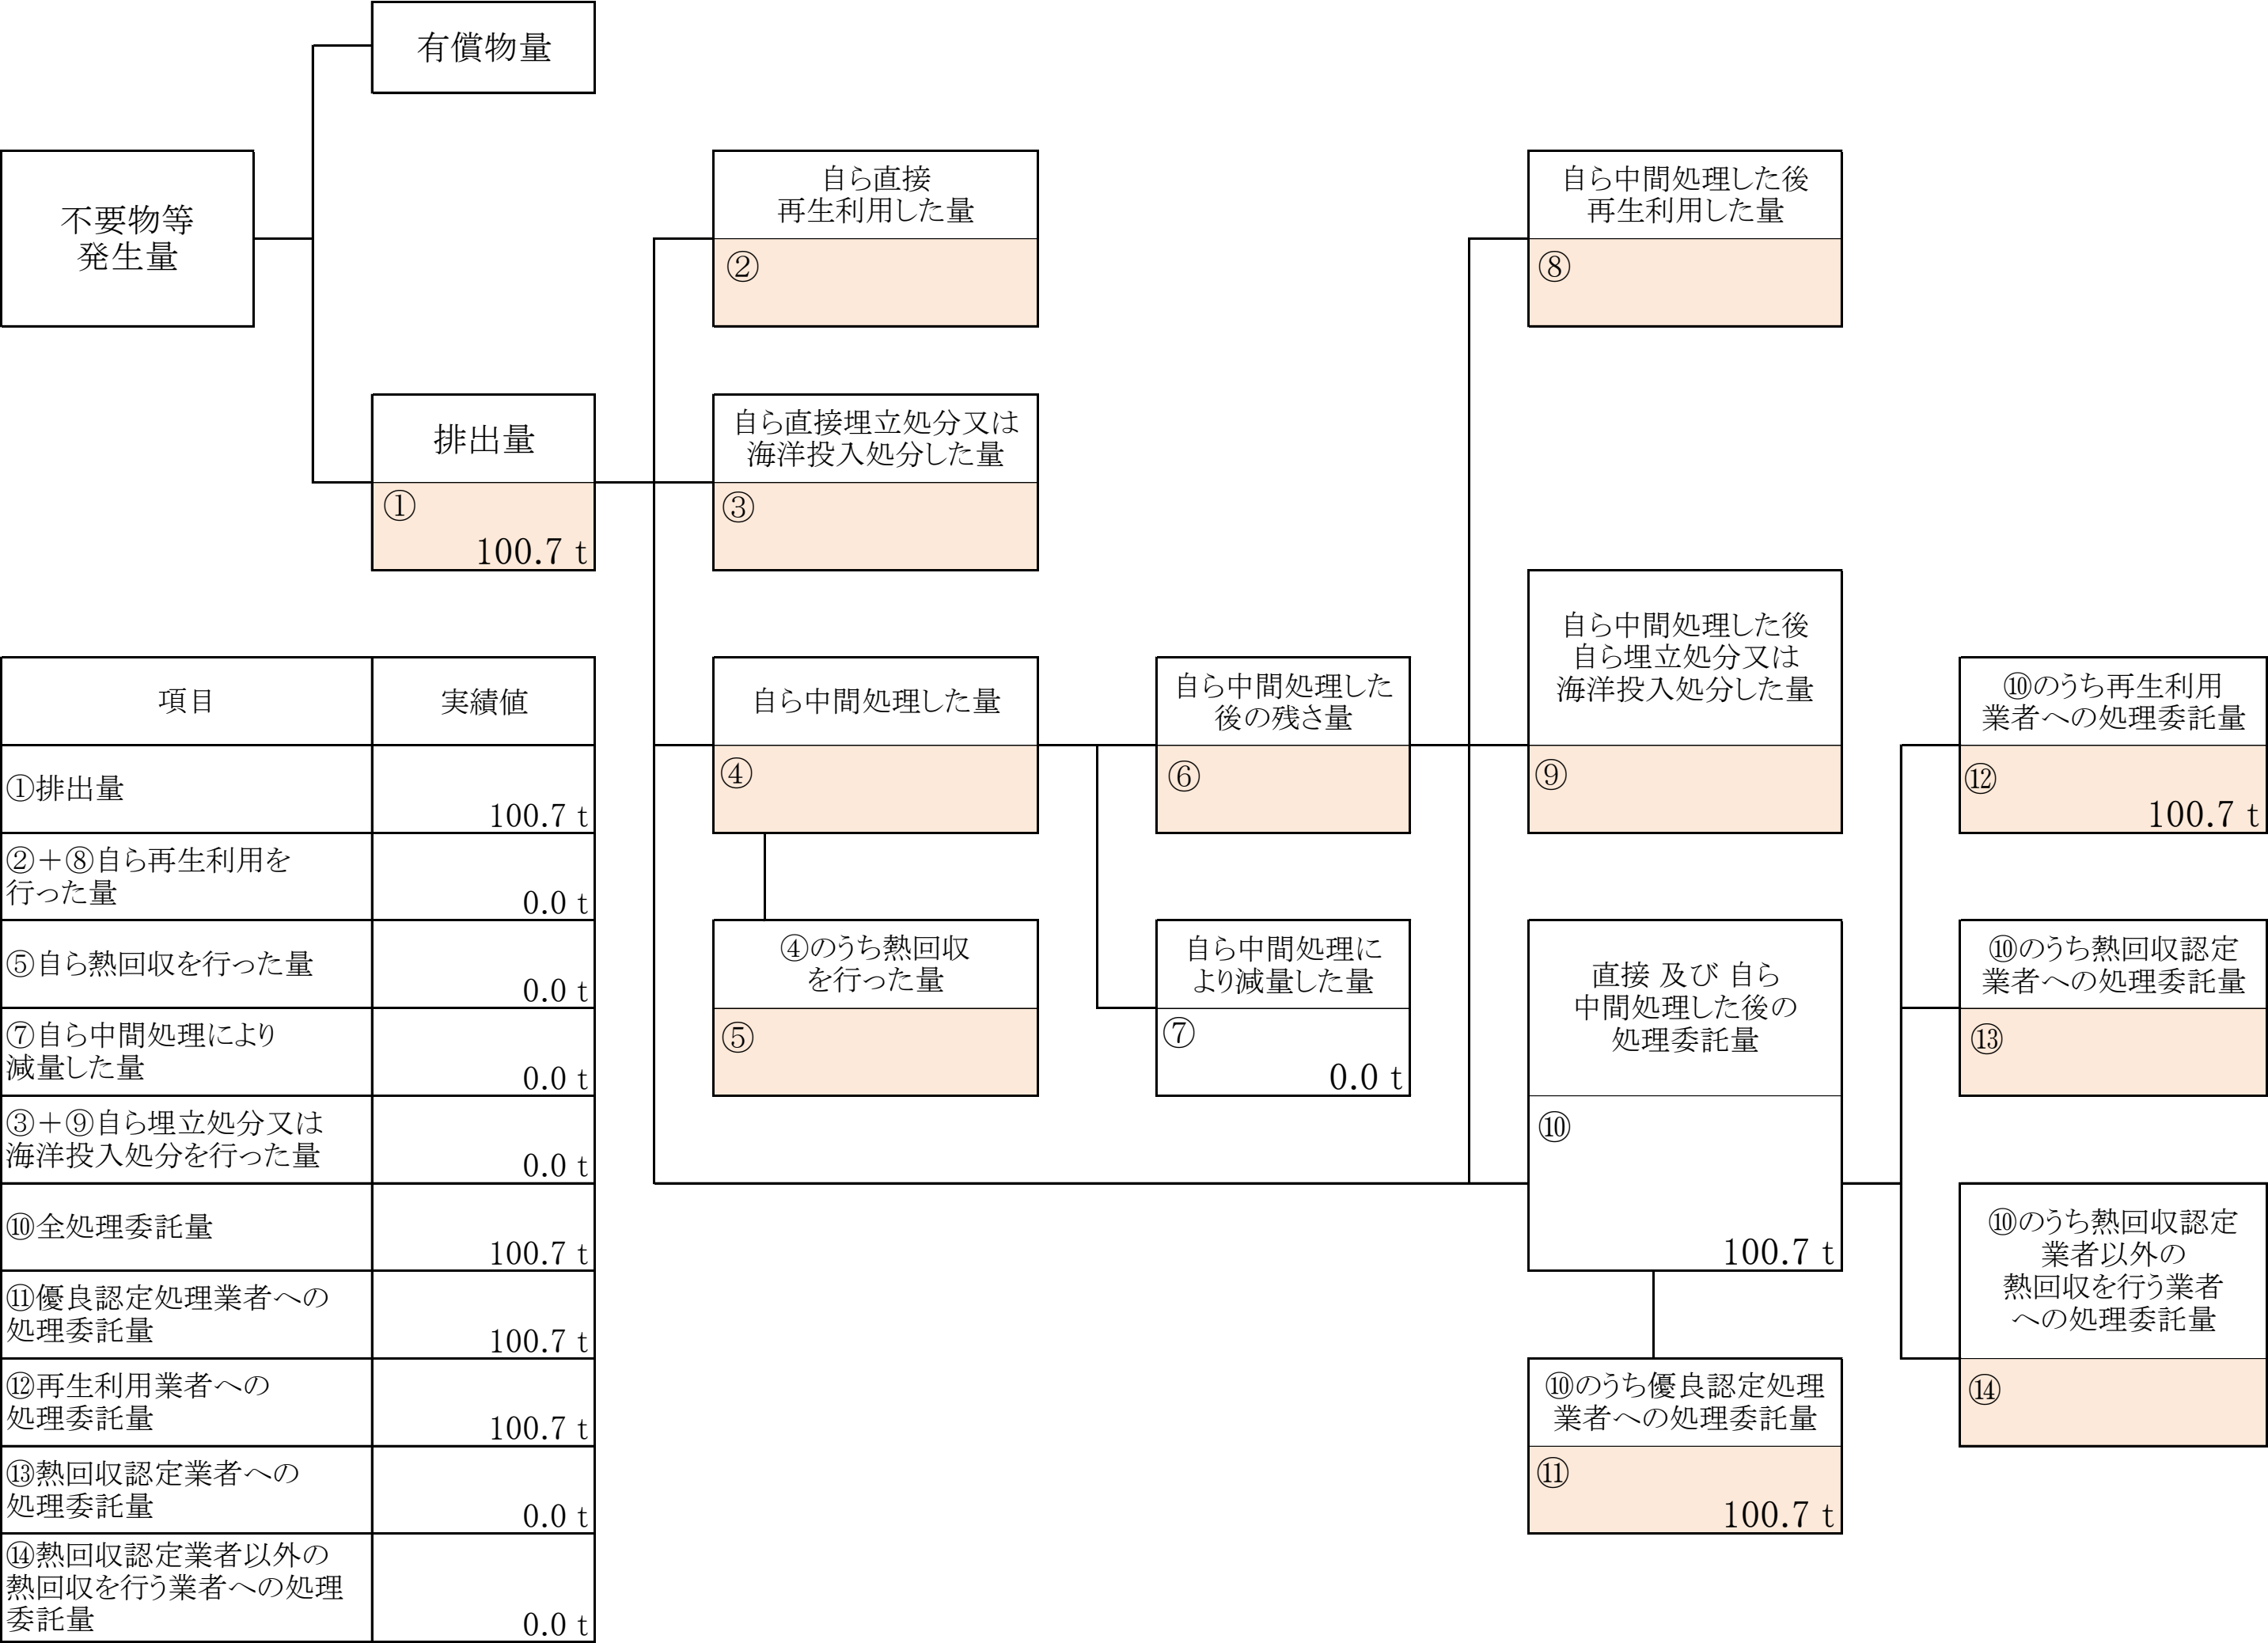 有償物量
不要物等
発生量
自ら直接
再生利用した量
②
自ら中間処理した後
再生利用した量
⑧
排出量
①
100.7 t
自ら直接埋立処分又は
海洋投入処分した量
③
自ら中間処理した量
④
自ら中間処理した
後の残さ量
⑥
自ら中間処理した後
自ら埋立処分又は
海洋投入処分した量
⑨
⑩のうち再生利用
業者への処理委託量
⑫
100.7 t
④のうち熱回収
を行った量
⑤
自ら中間処理に
より減量した量
⑦
0.0 t
直接 及び 自ら
中間処理した後の
処理委託量
⑩
100.7 t
⑩のうち熱回収認定
業者への処理委託量
⑬
⑩のうち熱回収認定
業者以外の
熱回収を行う業者
への処理委託量
⑭
⑩のうち優良認定処理
業者への処理委託量
⑪
100.7 t
項目
実績値
①排出量
100.7 t
②＋⑧自ら再生利用を
行った量
0.0 t
⑤自ら熱回収を行った量
0.0 t
⑦自ら中間処理により
減量した量
0.0 t
③＋⑨自ら埋立処分又は
海洋投入処分を行った量
0.0 t
⑩全処理委託量
100.7 t
⑪優良認定処理業者への
処理委託量
100.7 t
⑫再生利用業者への
処理委託量
100.7 t
⑬熱回収認定業者への
処理委託量
0.0 t
⑭熱回収認定業者以外の
熱回収を行う業者への処理
委託量
0.0 t